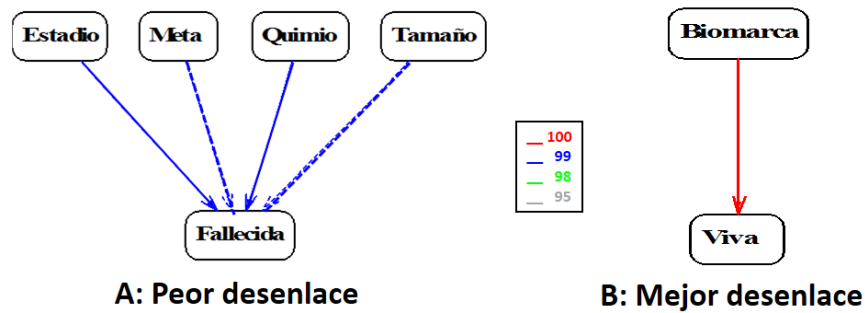 Estadio Meta Quimio Tamaño
Biomarca
100
99
98
95
Fallecida
Viva
A: Peor desenlace
B: Mejor desenlace